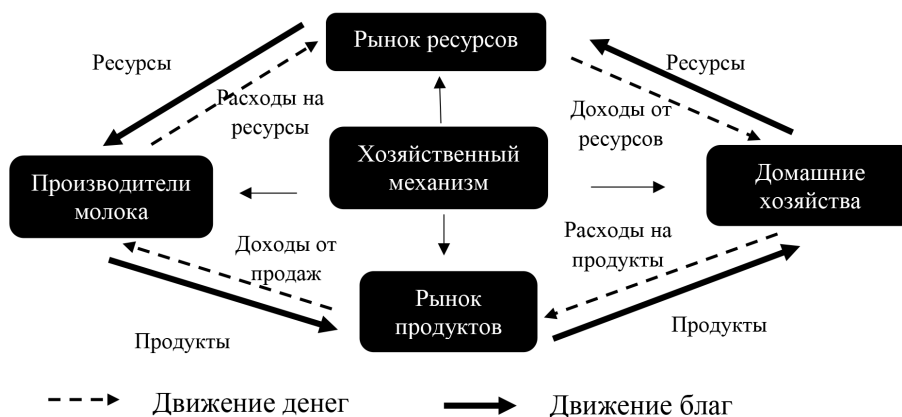 Рынок ресурсов
Ресурсы
Ресурсы
Расходы на
ресурсы
Доходы от
ресурсов
Хозяйственный
механизм
Производители
молока
Домашние
хозяйства
Доходы от
продаж
Расходы на
продукты
Рынок
продуктов
Продукты
Продукты
Движение денег
Движение благ